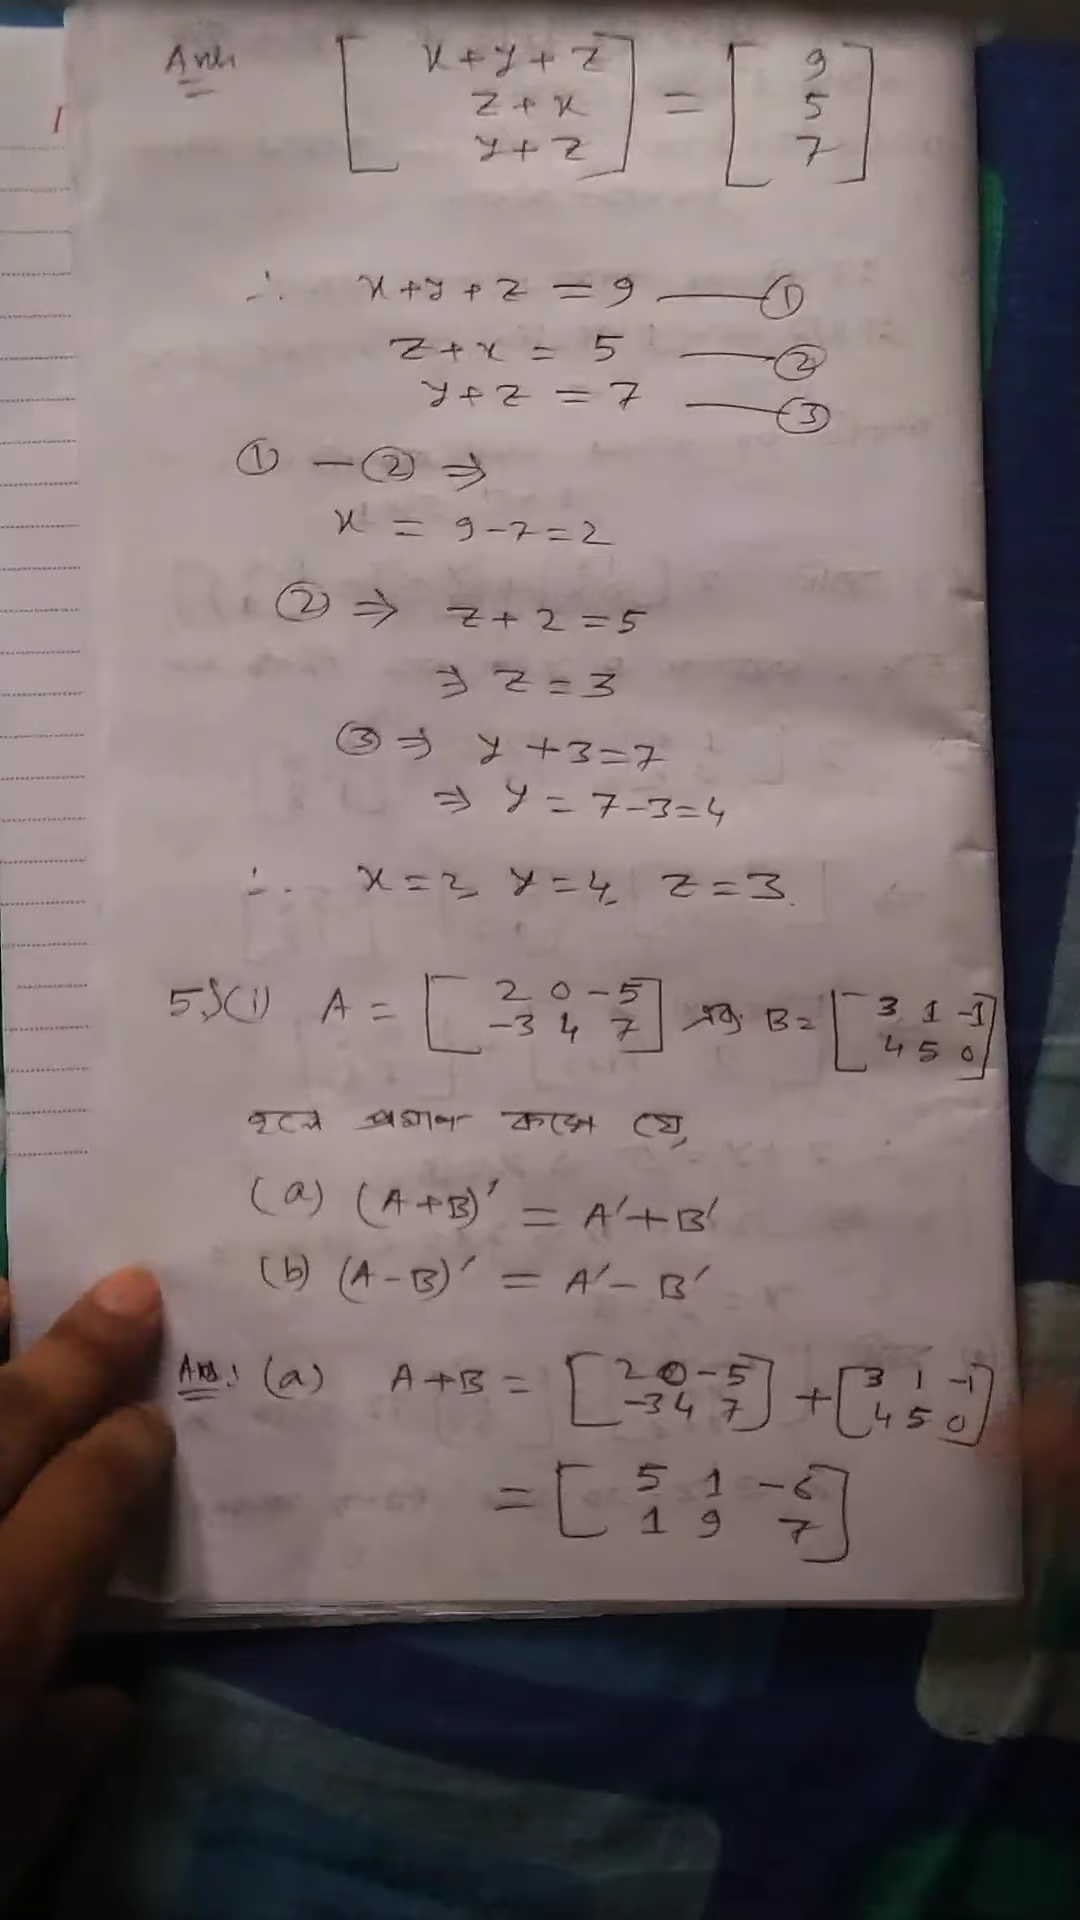 Ans [ x+y+z ] = [ 9 ]
z+x 5
y+z 7
∴ x+y+z = 9 —— ①
z+x = 5 —— ②
y+z = 7 —— ③
① - ② ⇒
x = 9-7=2
② ⇒ z+2=5
⇒ z=3
③ ⇒ y+3=7
⇒ y = 7-3=4
∴ x=2, y=4, z=3.
5)(i) A = [ 2 0 -5 ] এবং B = [ 3 1 -1 ]
-3 4 7 4 5 0
হলে প্রমাণ করো যে,
(a) (A+B)' = A'+B'
(b) (A-B)' = A'-B'
Ans: (a) A+B = [ 2 0 -5 ] + [ 3 1 -1 ]
-3 4 7 4 5 0
= [ 5 1 -6 ]
1 9 7